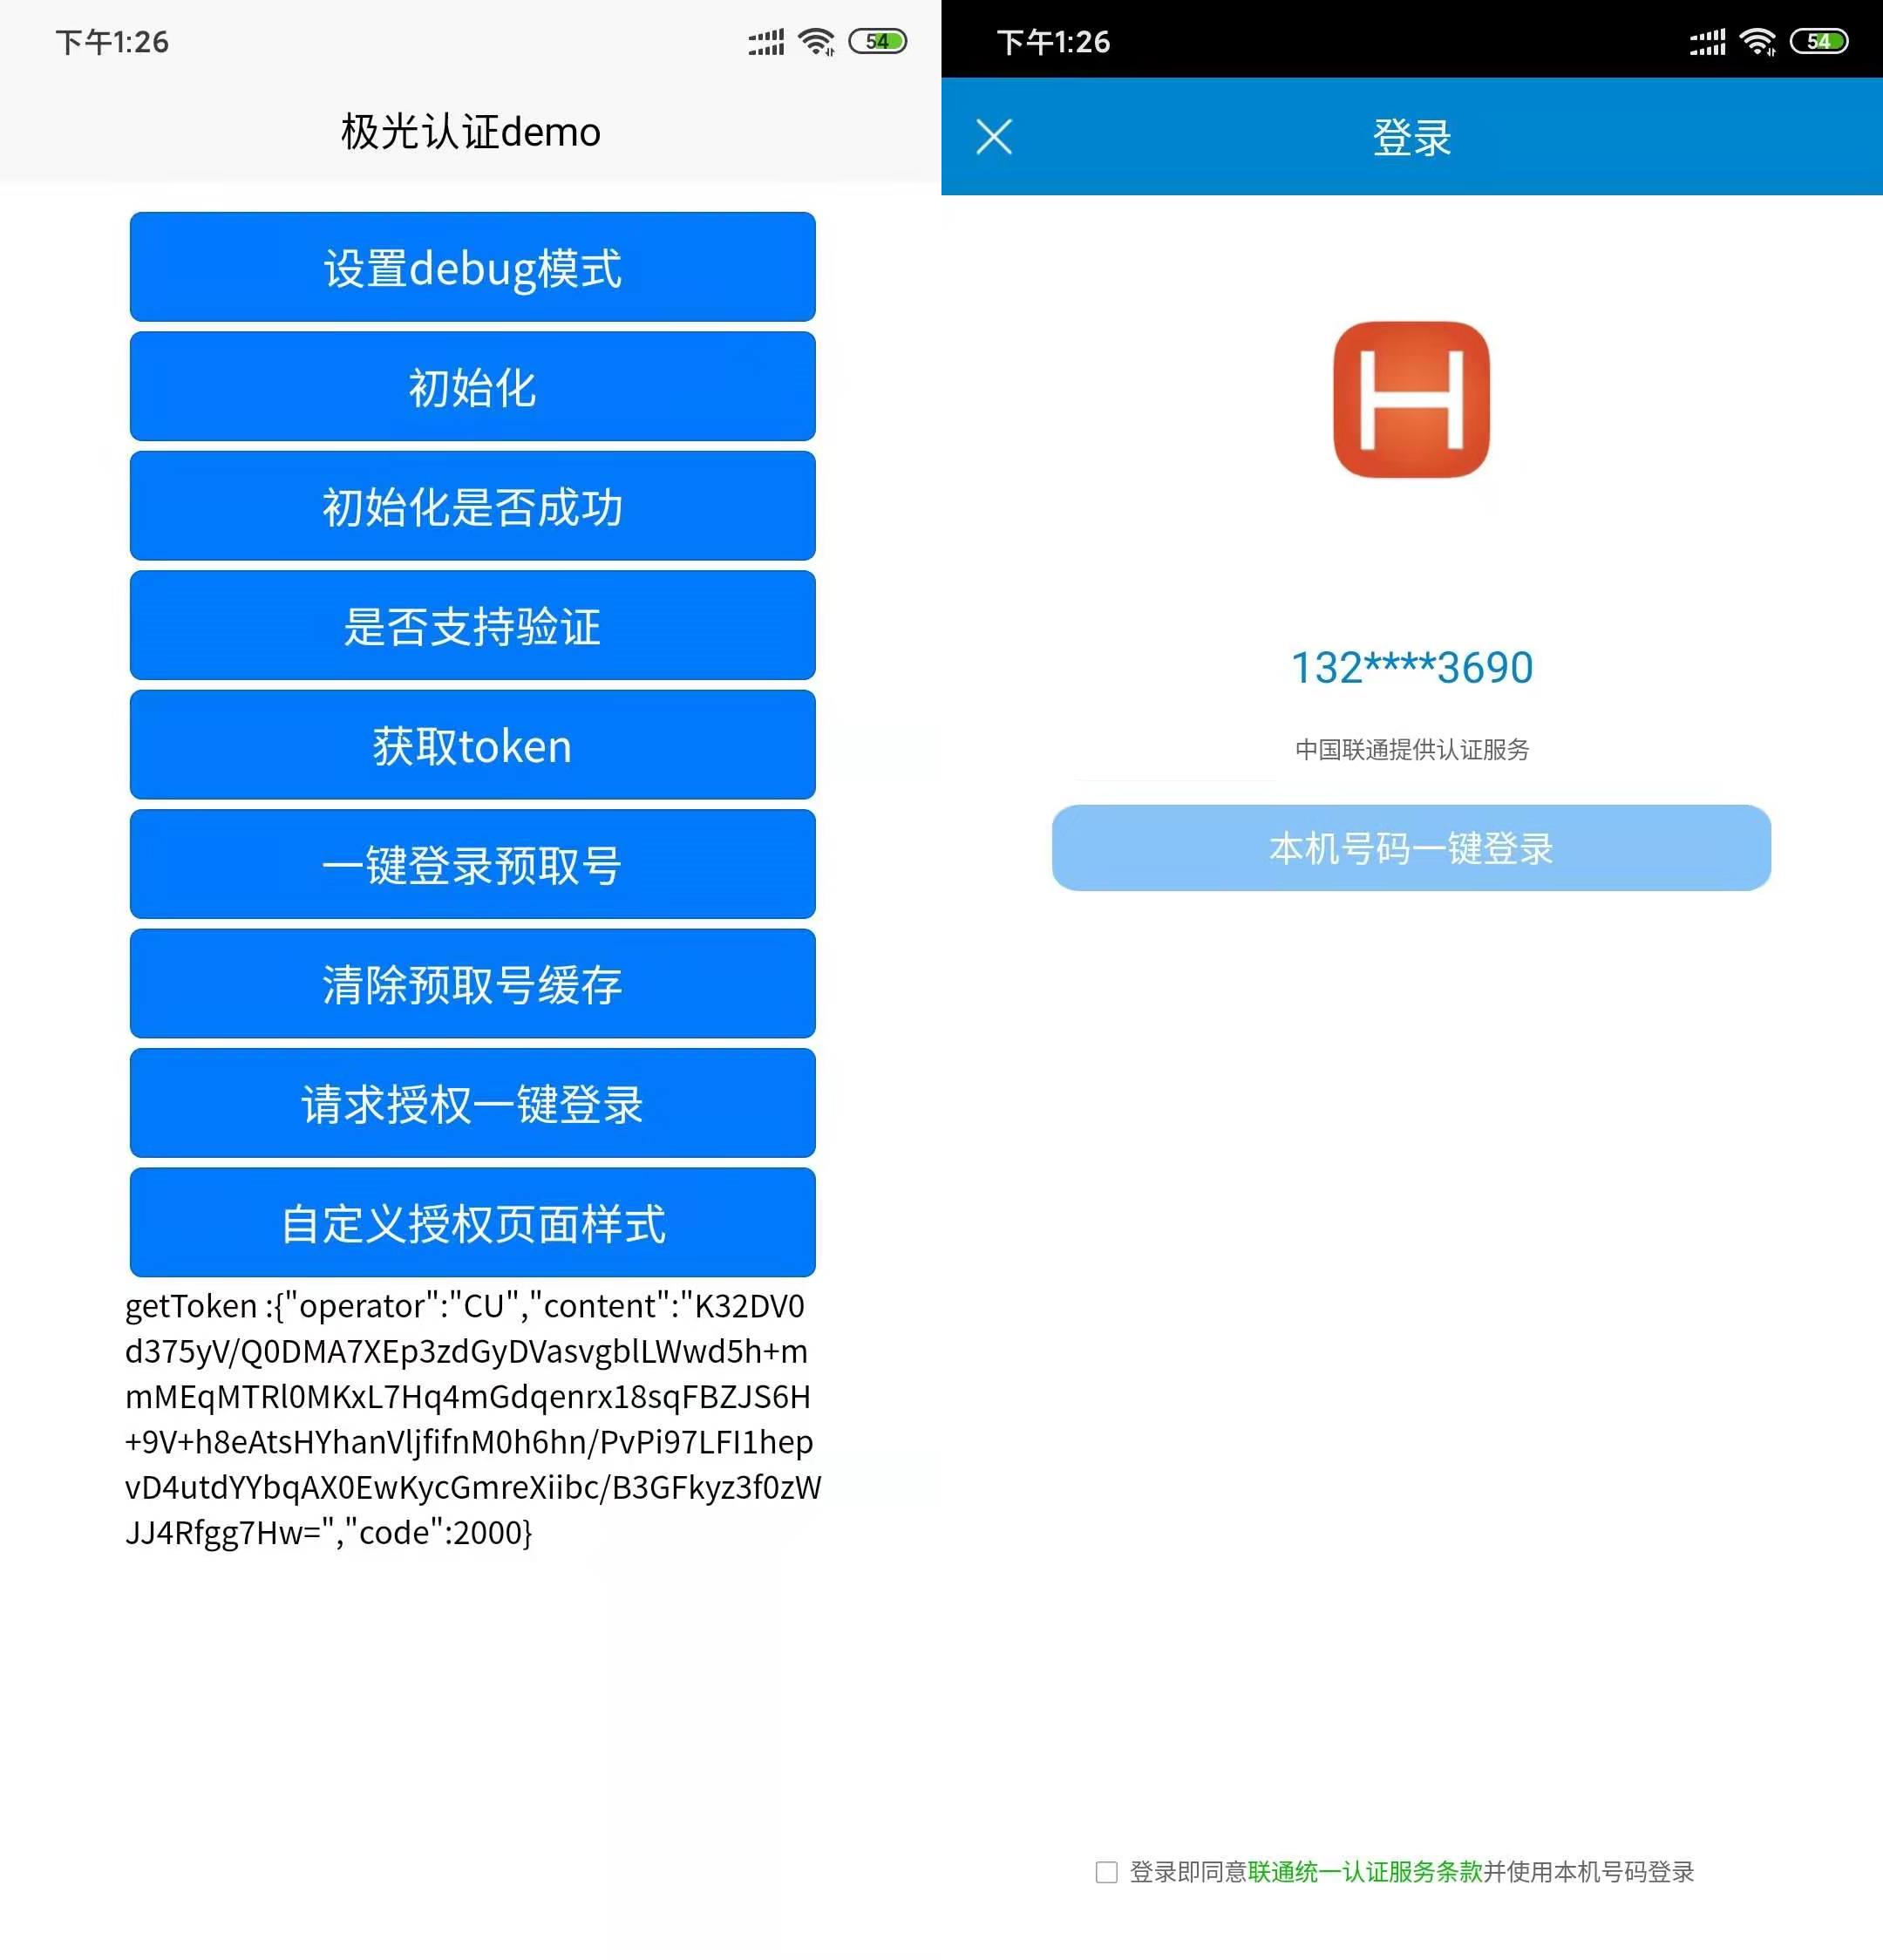 下午1:26
54
极光认证demo
设置debug模式
初始化
初始化是否成功
是否支持验证
获取token
一键登录预取号
清除预取号缓存
请求授权一键登录
自定义授权页面样式
getToken :{"operator":"CU","content":"K32DV0
d375yV/Q0DMA7XEp3zdGyDVasvgblLWwd5h+m
mMEqMTRl0MKxL7Hq4mGdqenrx18sqFBZJS6H
+9V+h8eAtsHYhanVljfifnM0h6hn/PvPi97LFI1hep
vD4utdYYbqAX0EwKycGmreXiibc/B3GFkyz3f0zW
JJ4Rfgg7Hw=","code":2000}
下午1:26
54
登录
H
132****3690
中国联通提供认证服务
本机号码一键登录
登录即同意联通统一认证服务条款并使用本机号码登录